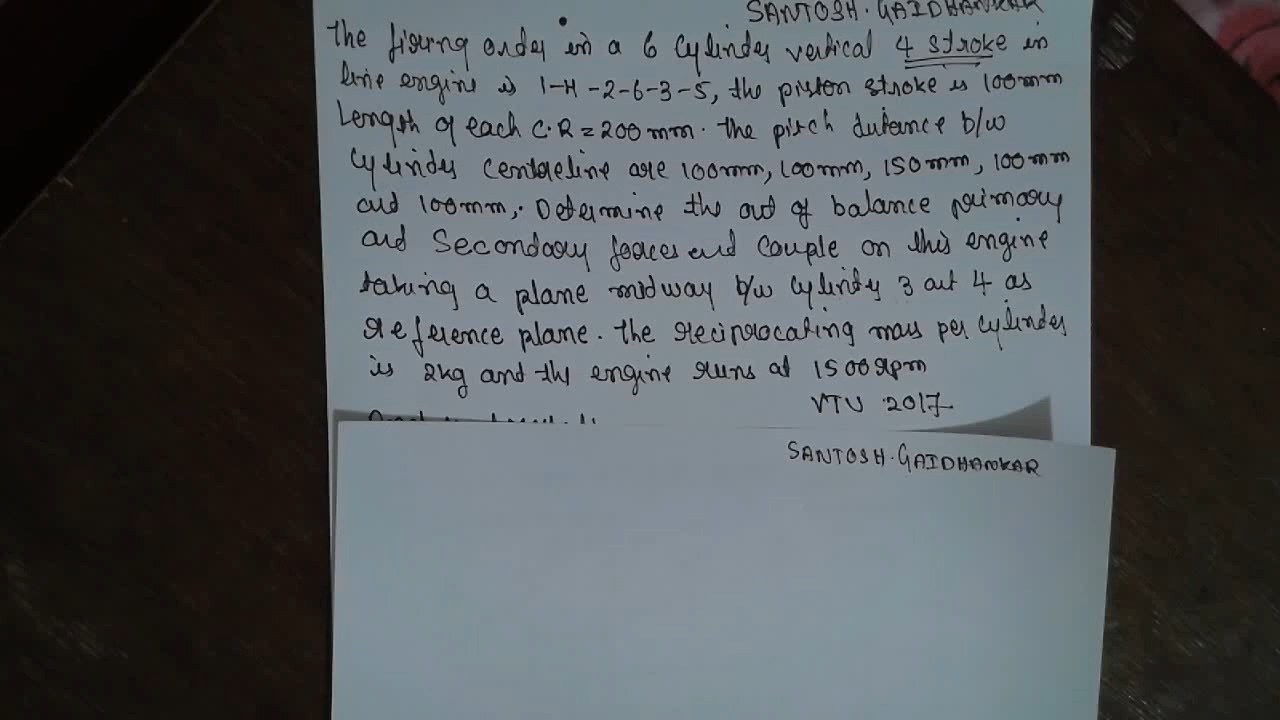 SANTOSH. GAIDHANKAR
the firing order in a 6 cylinder vertical 4 stroke in
line engine is 1-4-2-6-3-5, the piston stroke is 100mm
Length of each C.R = 200mm. the pitch distance b/w
cylinder centreline are 100mm, 100mm, 150mm, 100mm
and 100mm,. Determine the out of balance primary
and Secondary forces and couple on this engine
taking a plane midway b/w cylinder 3 and 4 as
reference plane. the reciprocating mass per cylinder
is 2kg and the engine runs at 1500rpm
VTU 2017
SANTOSH. GAIDHANKAR